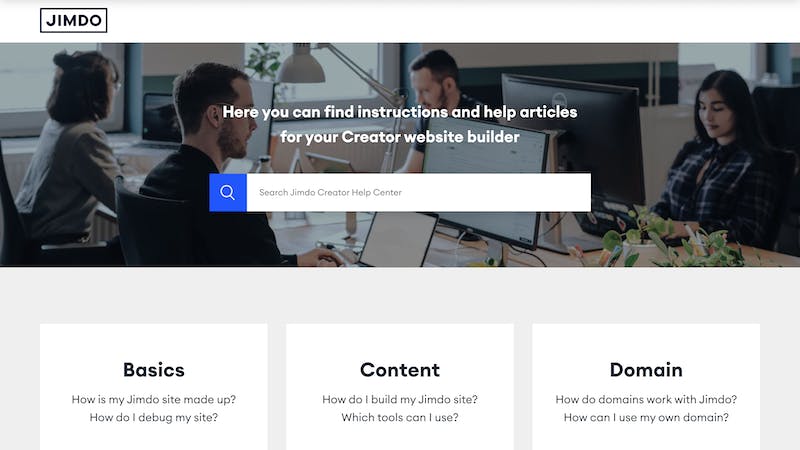 JIMDO
Here you can find instructions and help articles
for your Creator website builder
Search Jimdo Creator Help Center
Basics
How is my Jimdo site made up?
How do I debug my site?
Content
How do I build my Jimdo site?
Which tools can I use?
Domain
How do domains work with Jimdo?
How can I use my own domain?